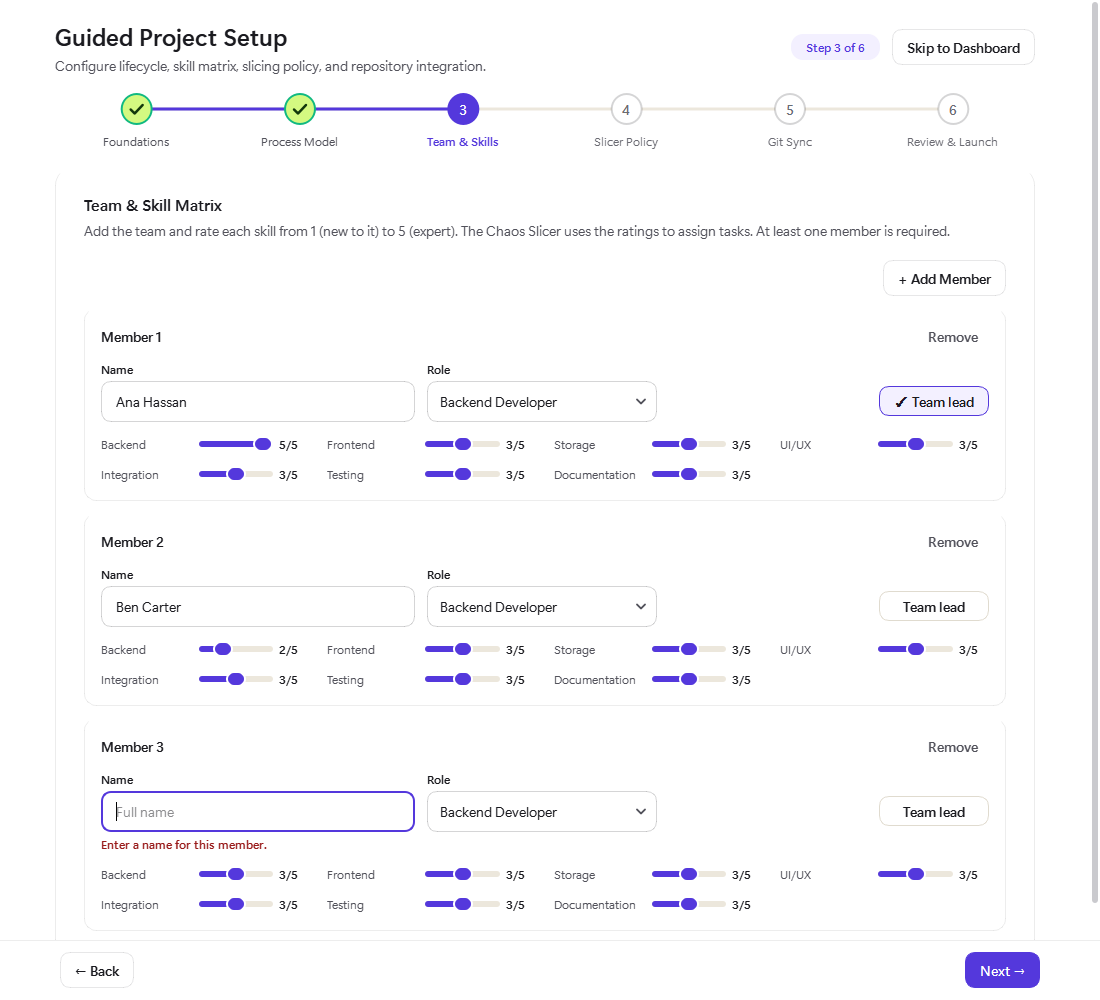 Guided Project Setup
Configure lifecycle, skill matrix, slicing policy, and repository integration.
Step 3 of 6
Skip to Dashboard
3 4 5 6
Foundations Process Model Team & Skills Slicer Policy Git Sync Review & Launch
Team & Skill Matrix
Add the team and rate each skill from 1 (new to it) to 5 (expert). The Chaos Slicer uses the ratings to assign tasks. At least one member is required.
+ Add Member
Member 1 Remove
Name Role
Ana Hassan Backend Developer ✓ Team lead
Backend 5/5 Frontend 3/5 Storage 3/5 UI/UX 3/5
Integration 3/5 Testing 3/5 Documentation 3/5
Member 2 Remove
Name Role
Ben Carter Backend Developer Team lead
Backend 2/5 Frontend 3/5 Storage 3/5 UI/UX 3/5
Integration 3/5 Testing 3/5 Documentation 3/5
Member 3 Remove
Name Role
Full name Backend Developer Team lead
Enter a name for this member.
Backend 3/5 Frontend 3/5 Storage 3/5 UI/UX 3/5
Integration 3/5 Testing 3/5 Documentation 3/5
← Back Next →